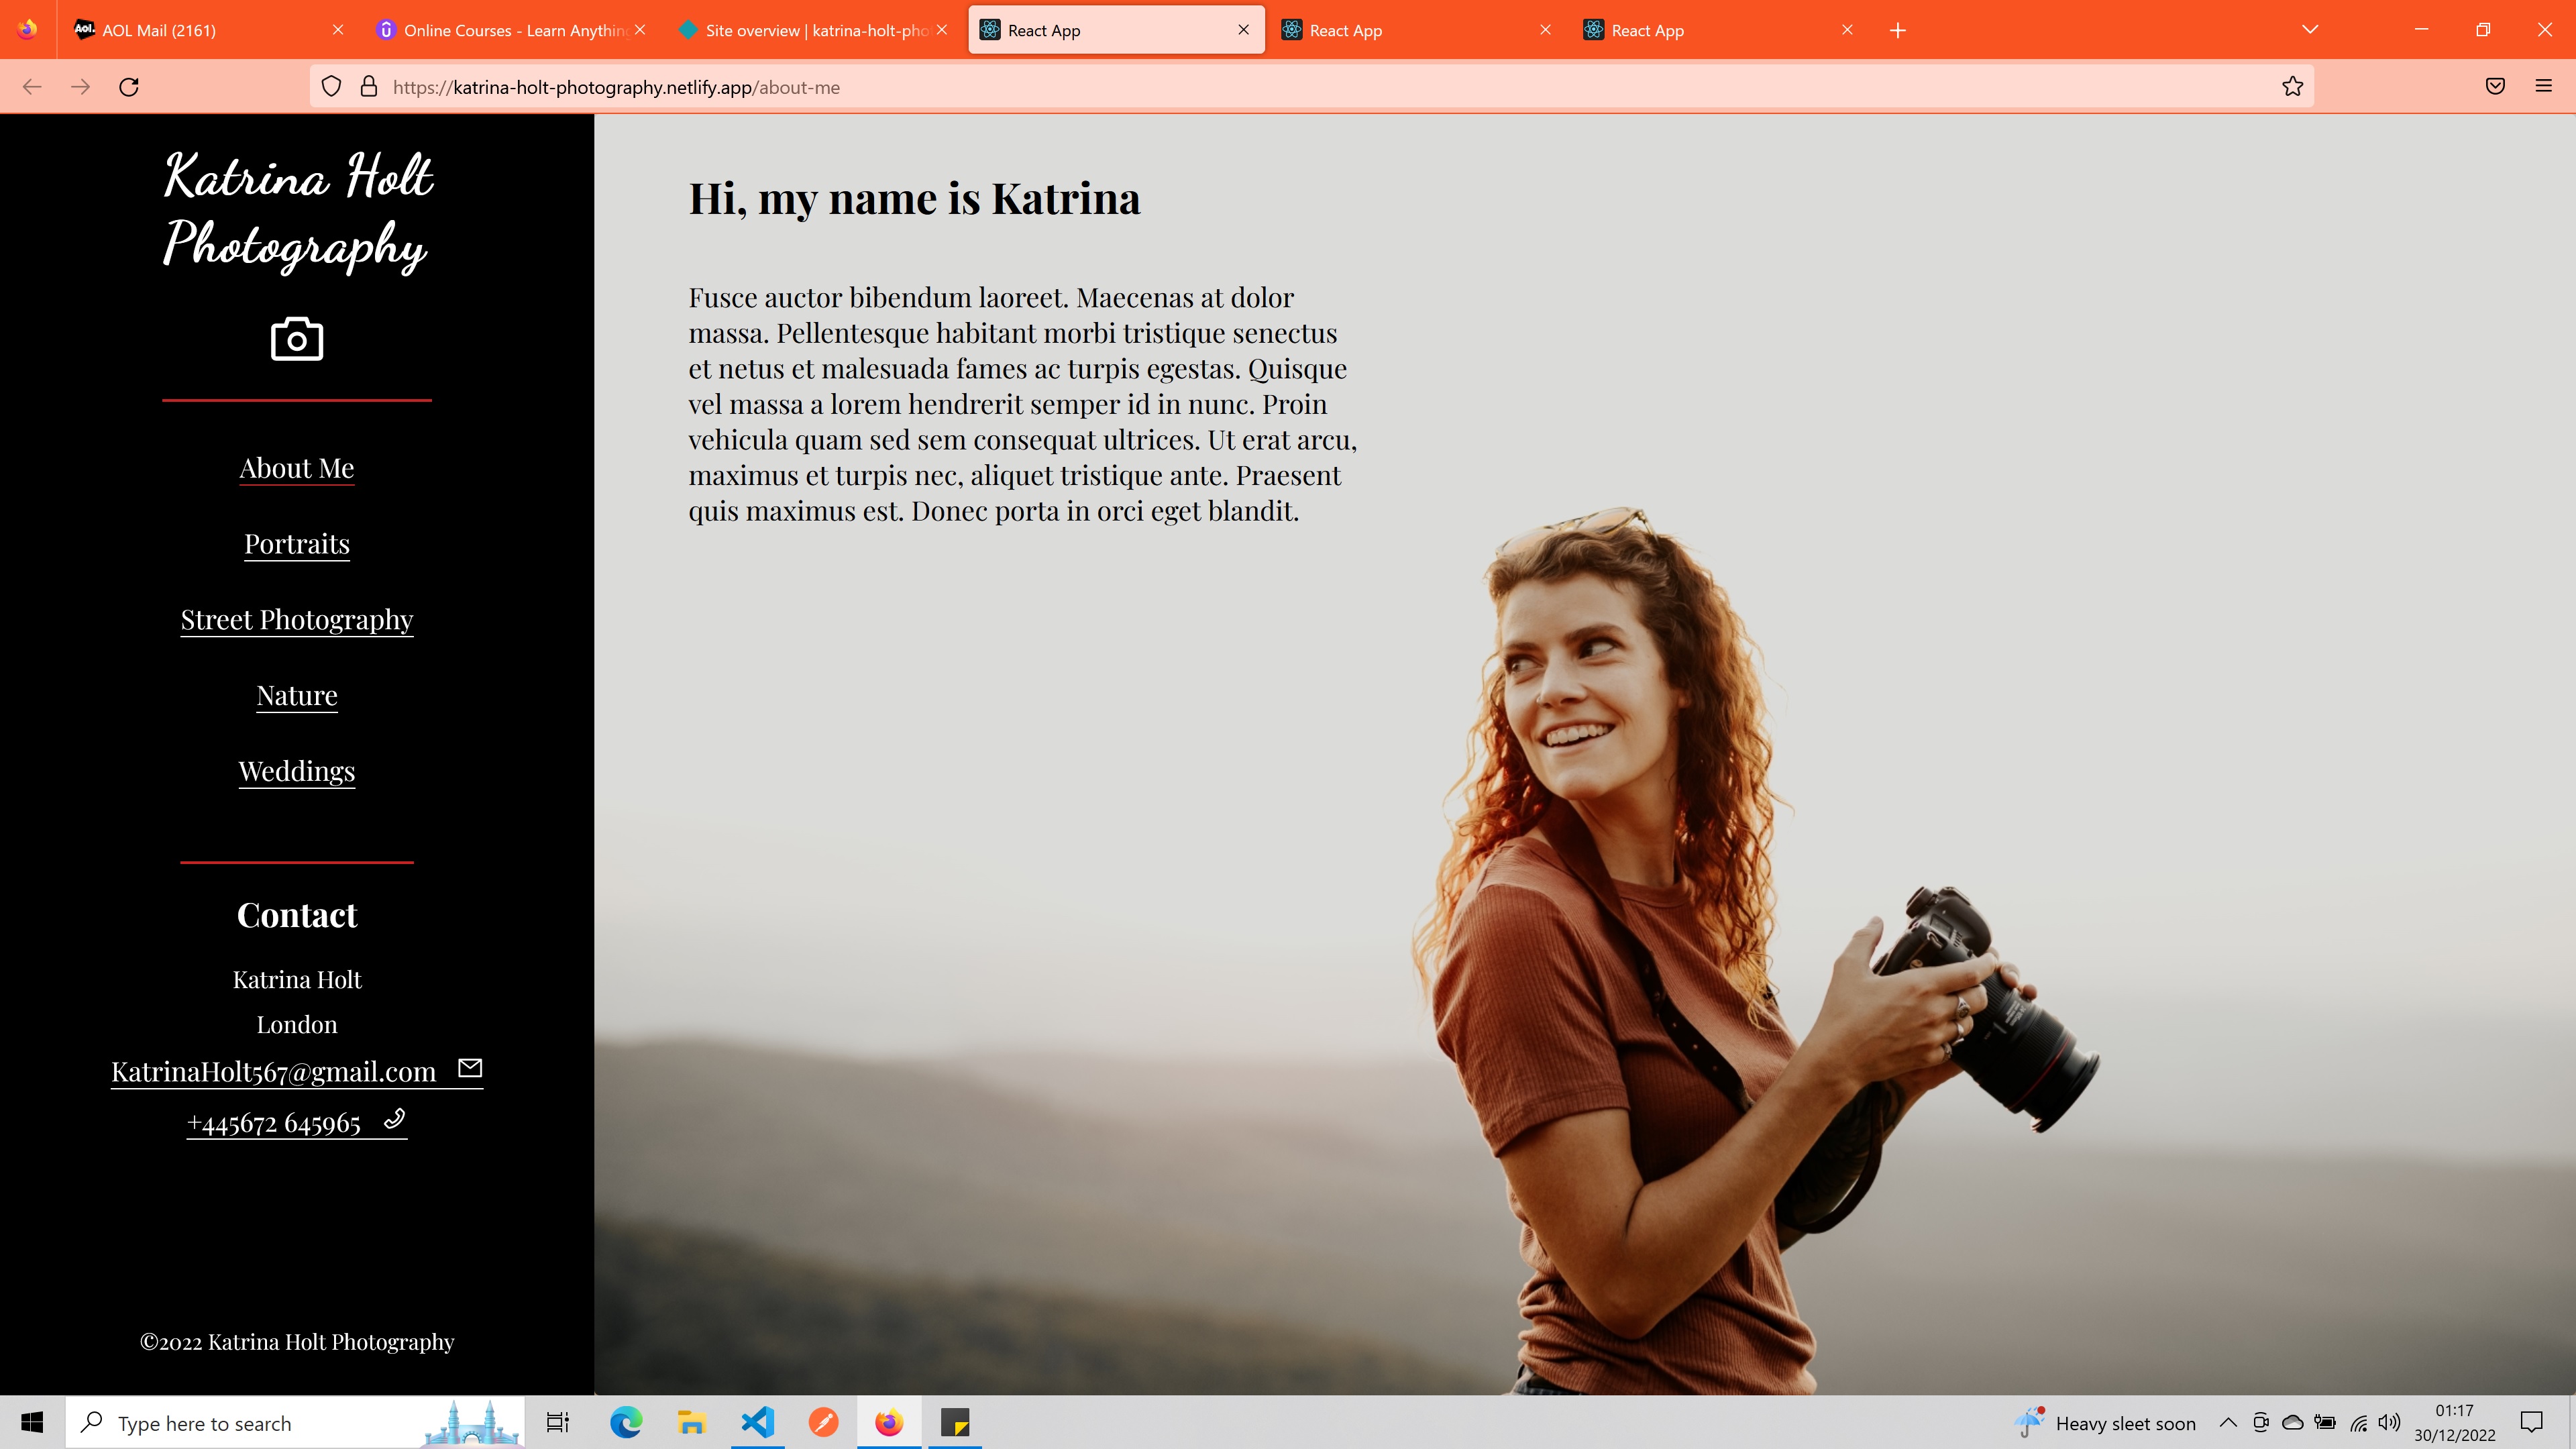 AOL Mail (2161)
Online Courses - Learn Anything
Site overview | katrina-holt-pho
React App
React App
React App
https://katrina-holt-photography.netlify.app/about-me
Katrina Holt
Photography
About Me
Portraits
Street Photography
Nature
Weddings
Contact
Katrina Holt
London
KatrinaHolt567@gmail.com
+445672 645965
©2022 Katrina Holt Photography
Hi, my name is Katrina
Fusce auctor bibendum laoreet. Maecenas at dolor
massa. Pellentesque habitant morbi tristique senectus
et netus et malesuada fames ac turpis egestas. Quisque
vel massa a lorem hendrerit semper id in nunc. Proin
vehicula quam sed sem consequat ultrices. Ut erat arcu,
maximus et turpis nec, aliquet tristique ante. Praesent
quis maximus est. Donec porta in orci eget blandit.
Type here to search
Heavy sleet soon
01:17
30/12/2022